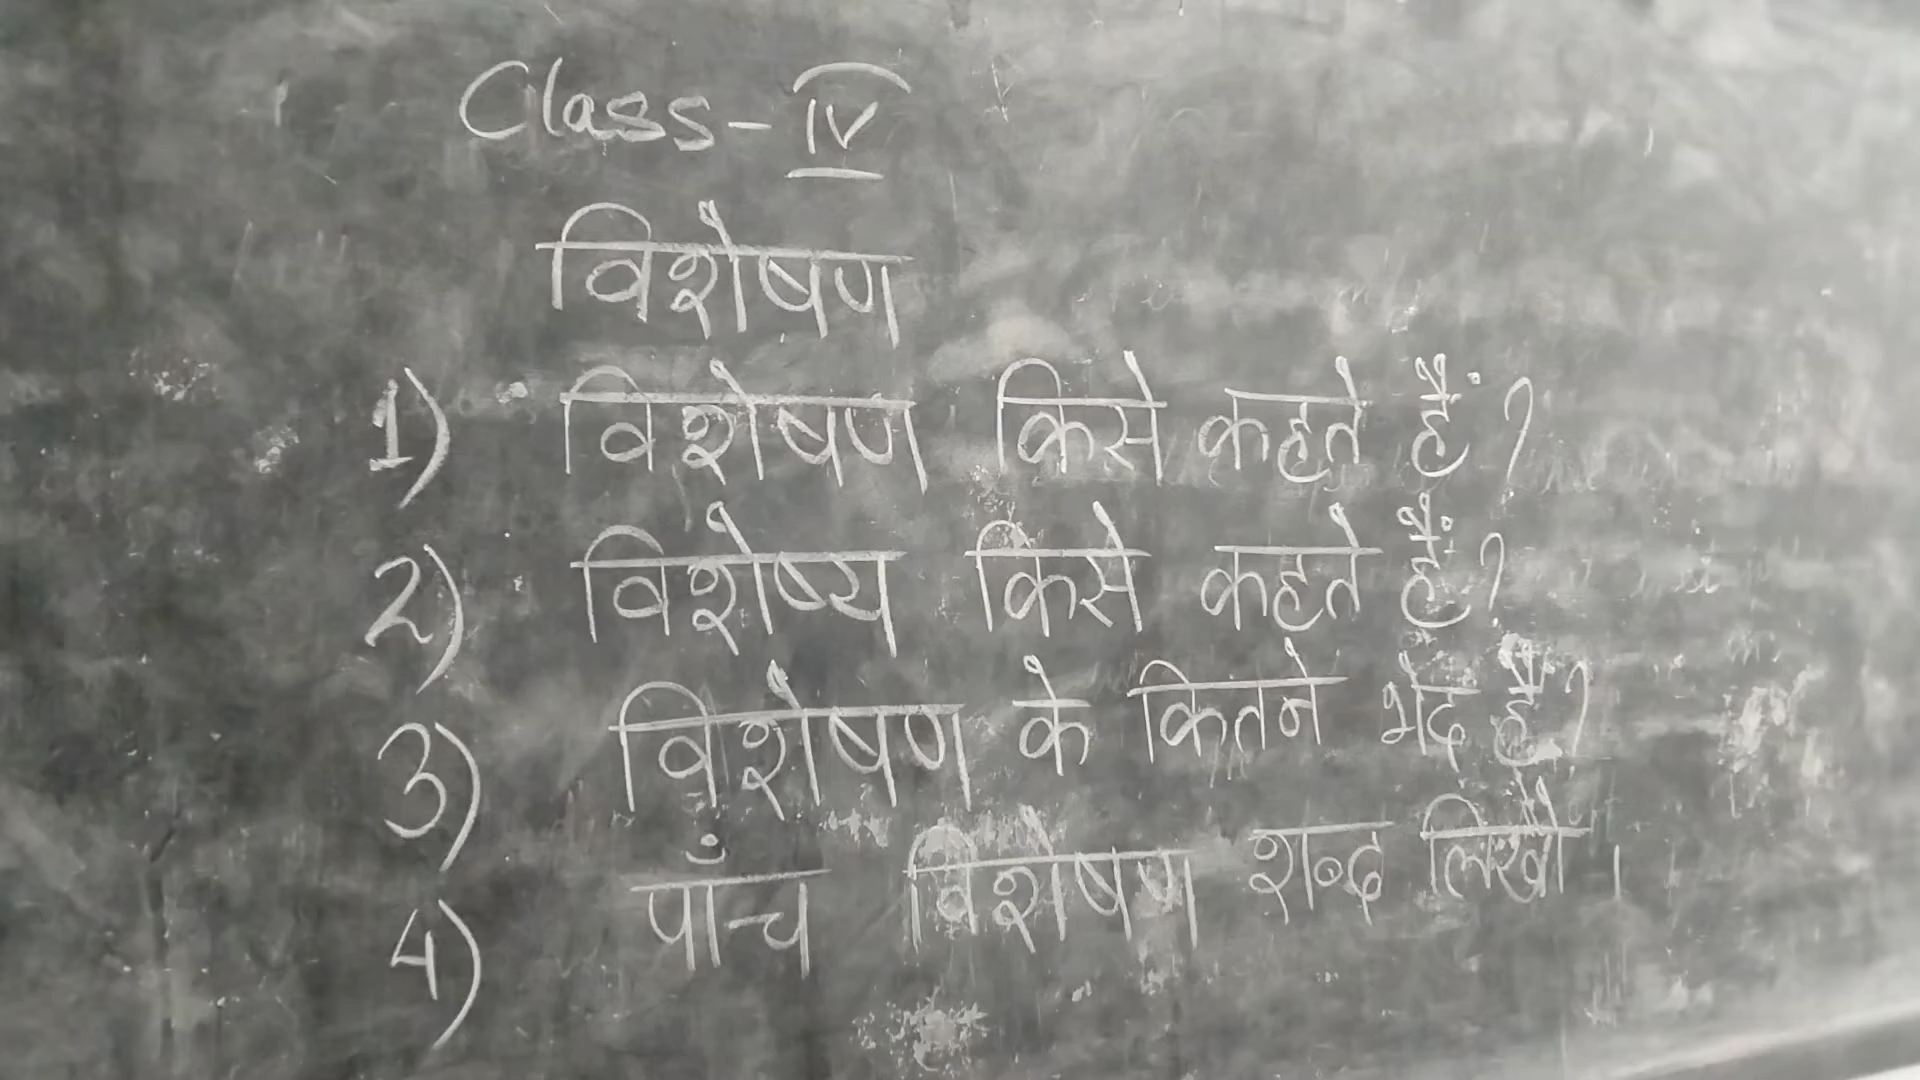 Class - IV
विशेषण
1) विशेषण किसे कहते हैं ?
2) विशेष्य किसे कहते हैं ?
3) विशेषण के कितने भेद हैं ?
4) पाँच विशेषण शब्द लिखो ।